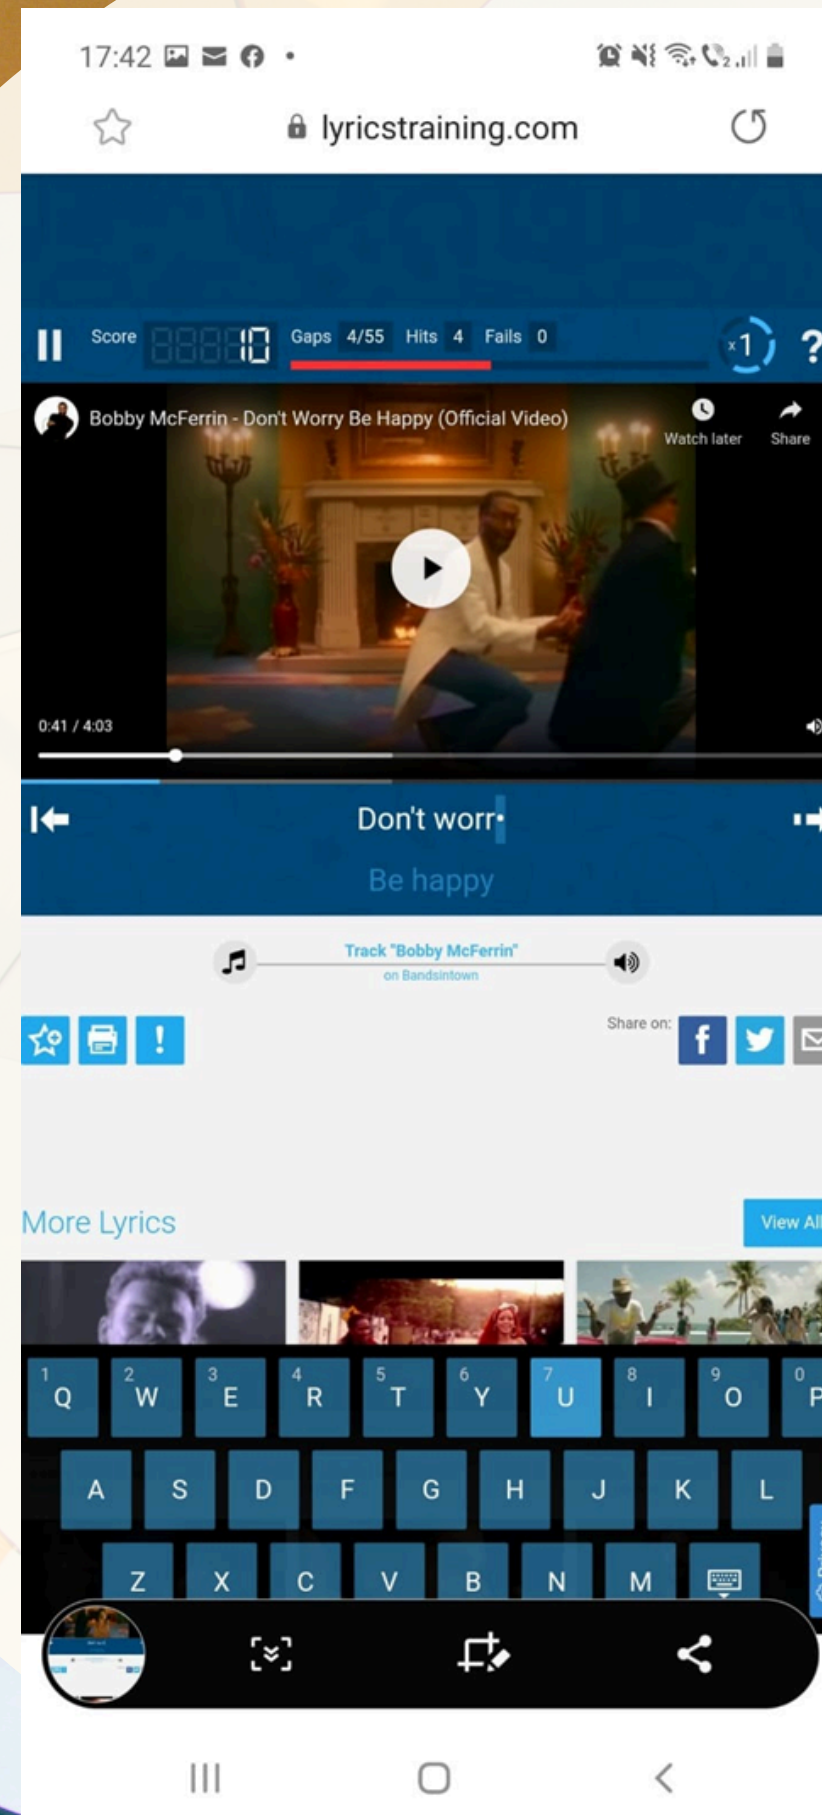 17:42
lyricstraining.com
Score 10 Gaps 4/55 Hits 4 Fails 0 x1 ?
Bobby McFerrin - Don't Worry Be Happy (Official Video)
Watch later Share
0:41 / 4:03
Don't worr•
Be happy
Track "Bobby McFerrin"
on Bandsintown
Share on:
More Lyrics
View All
1 2 3 4 5 6 7 8 9 0
Q W E R T Y U I O P
A S D F G H J K L
Z X C V B N M